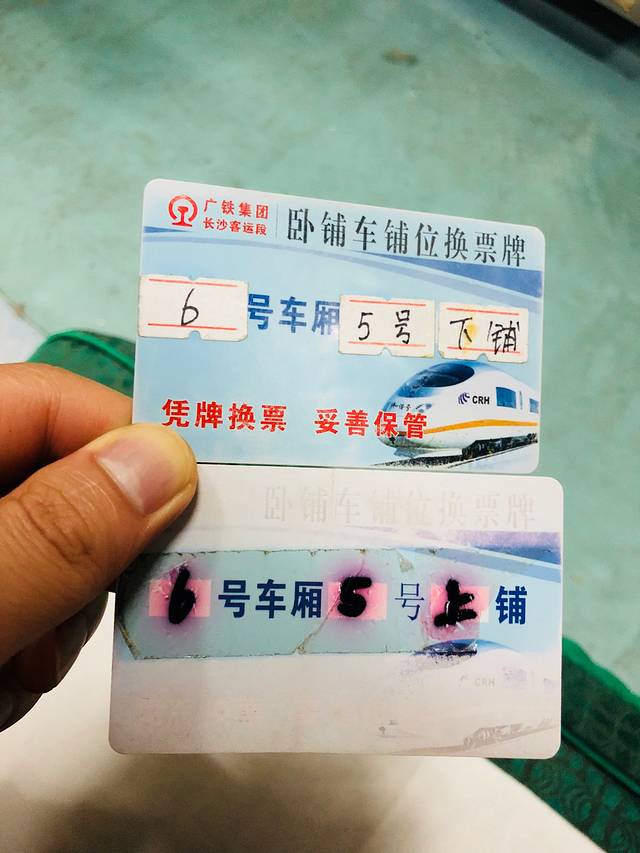 广铁集团
长沙客运段
卧铺车铺位换票牌
6 号车厢 5号 下铺
CRH
凭牌换票 妥善保管
卧铺车铺位换票牌
6 号车厢 5 号 上 铺
CRH